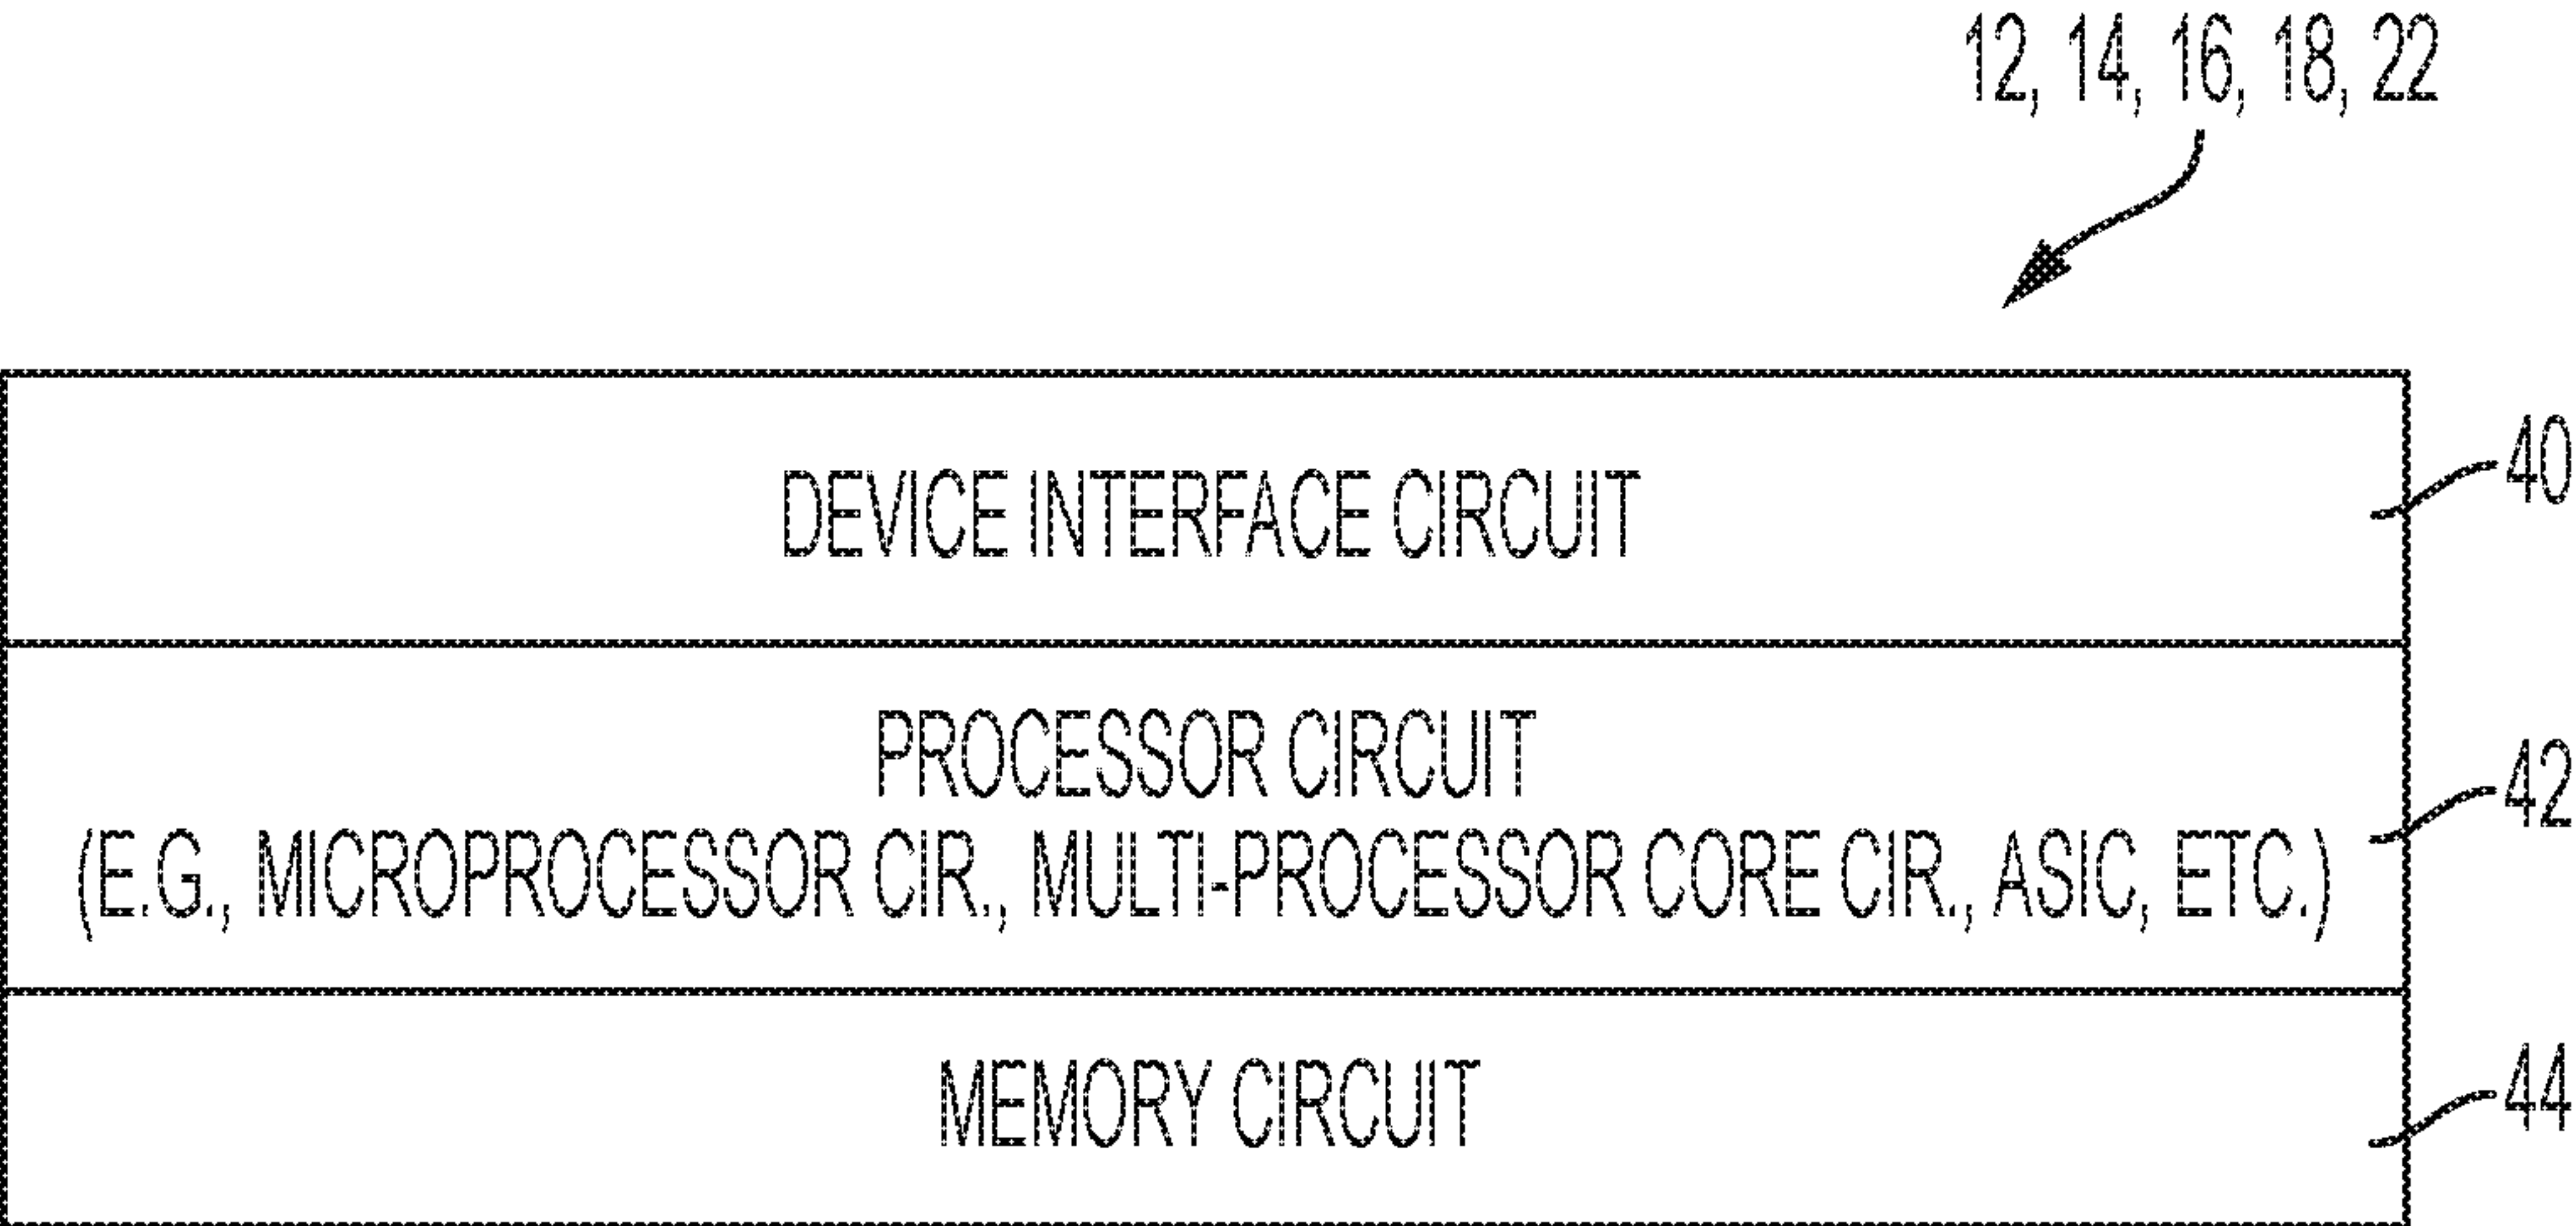 12, 14, 16, 18, 22
DEVICE INTERFACE CIRCUIT
40
PROCESSOR CIRCUIT
(E.G., MICROPROCESSOR CIR., MULTI-PROCESSOR CORE CIR., ASIC, ETC.)
42
MEMORY CIRCUIT
44